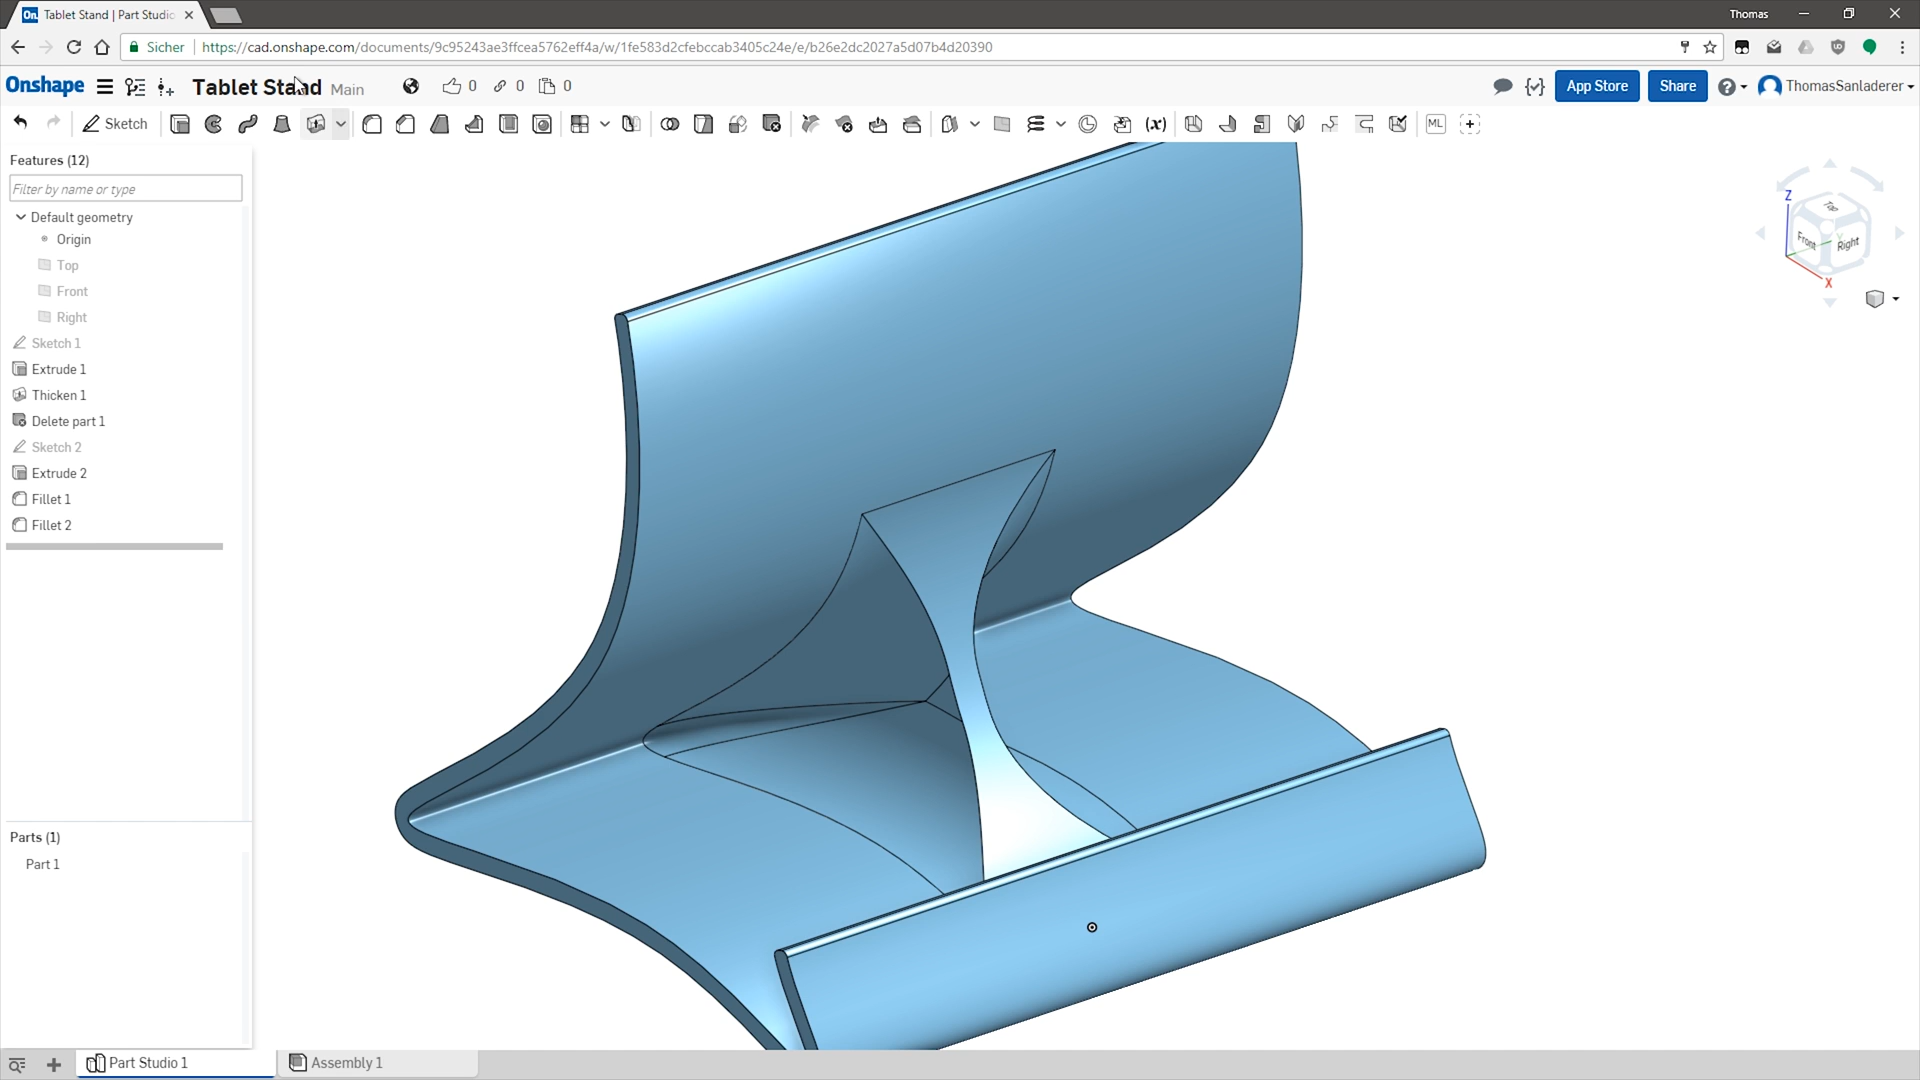 On Tablet Stand | Part Studio
Thomas
Sicher
https://cad.onshape.com/documents/9c95243ae3ffcea5762eff4a/w/1fe583d2cfebccab3405c24e/e/b26e2dc2027a5d07b4d20390
Onshape
Tablet Stand Main
0 0 0
App Store
Share
ThomasSanladerer
Sketch
(x)
ML
Features (12)
Filter by name or type
Default geometry
Origin
Top
Front
Right
Sketch 1
Extrude 1
Thicken 1
Delete part 1
Sketch 2
Extrude 2
Fillet 1
Fillet 2
Z
Top
Front
Right
X
Parts (1)
Part 1
Part Studio 1
Assembly 1